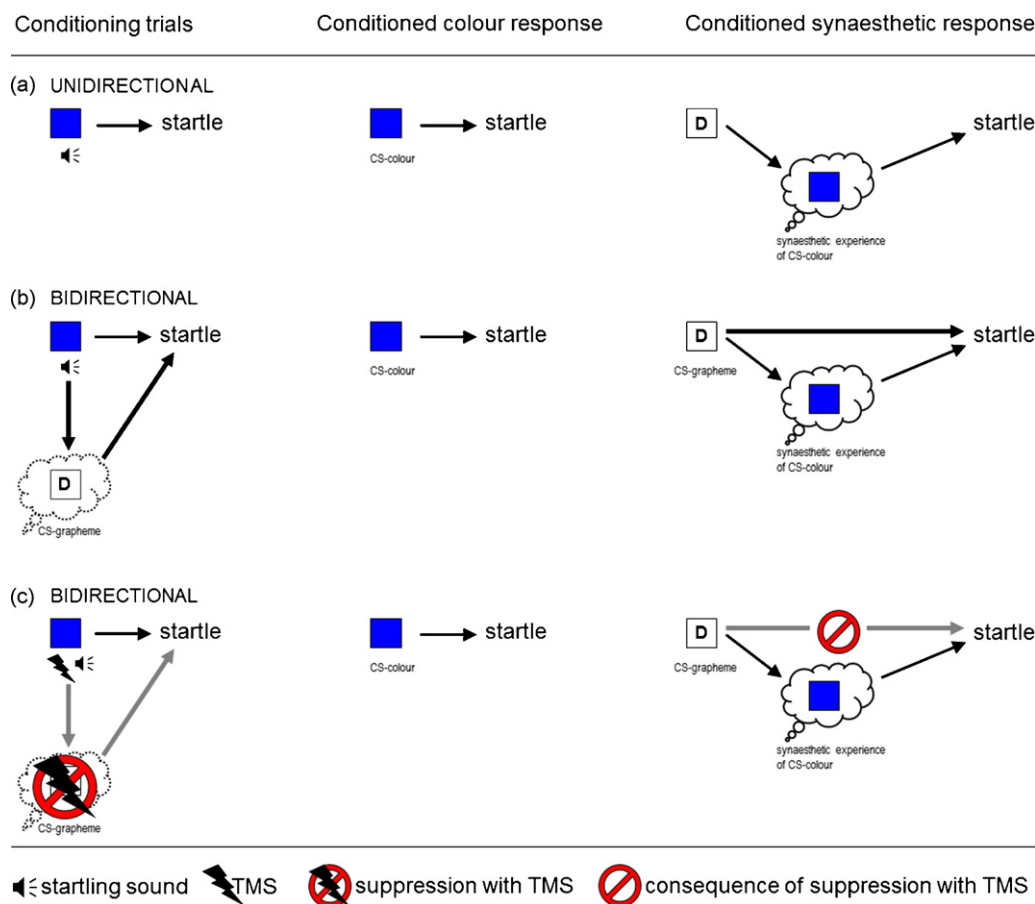 Conditioning trials Conditioned colour response Conditioned synaesthetic response
(a) UNIDIRECTIONAL
startle startle D startle
CS-colour
synaesthetic experience
of CS-colour
(b) BIDIRECTIONAL
startle startle D startle
CS-colour CS-grapheme
D
synaesthetic experience
of CS-colour
CS-grapheme
(c) BIDIRECTIONAL
startle startle D startle
CS-colour CS-grapheme
synaesthetic experience
of CS-colour
CS-grapheme
startling sound TMS suppression with TMS consequence of suppression with TMS